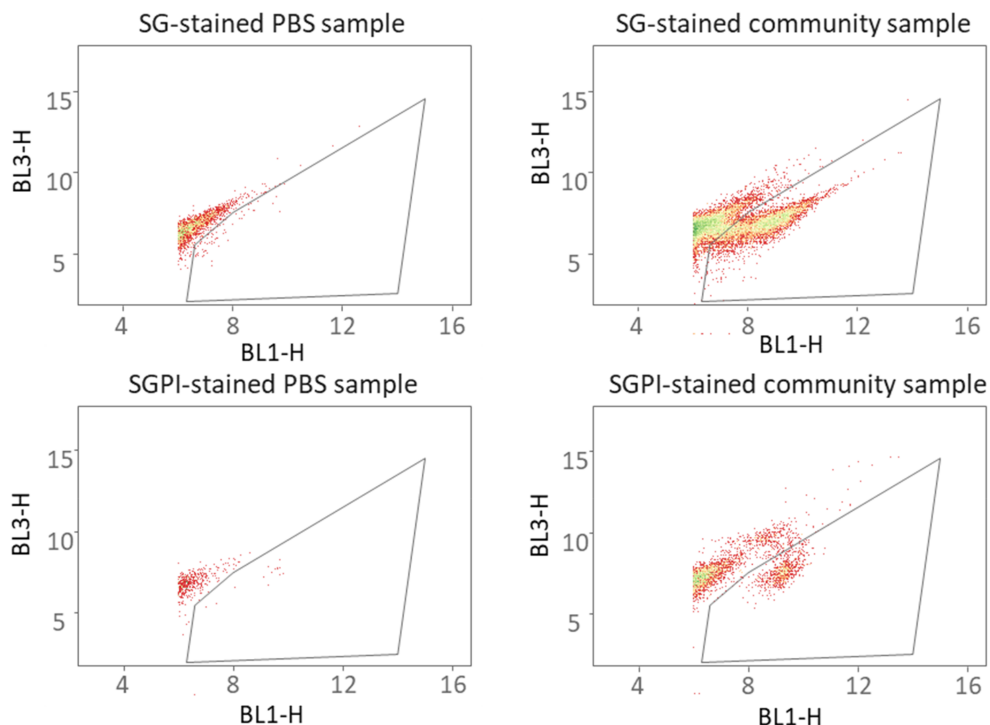 SG-stained PBS sample
SG-stained community sample
BL3-H
15
10
5
4 8 12 16
BL1-H
BL3-H
15
10
5
4 8 12 16
BL1-H
SGPI-stained PBS sample
SGPI-stained community sample
BL3-H
15
10
5
4 8 12 16
BL1-H
BL3-H
15
10
5
4 8 12 16
BL1-H